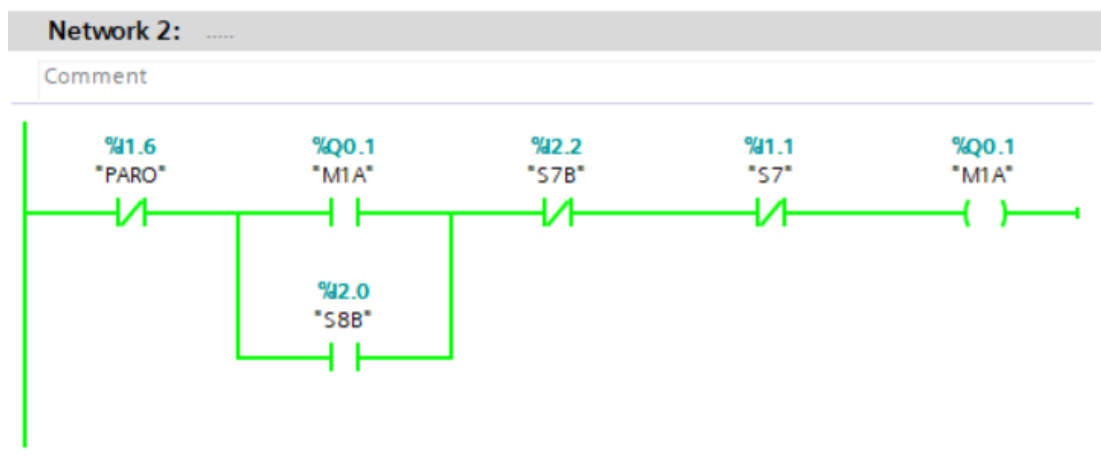 Network 2: .....
Comment
%I1.6 %Q0.1 %I2.2 %I1.1 %Q0.1
"PARO" "M1A" "S7B" "S7" "M1A"
%I2.0
"S8B"